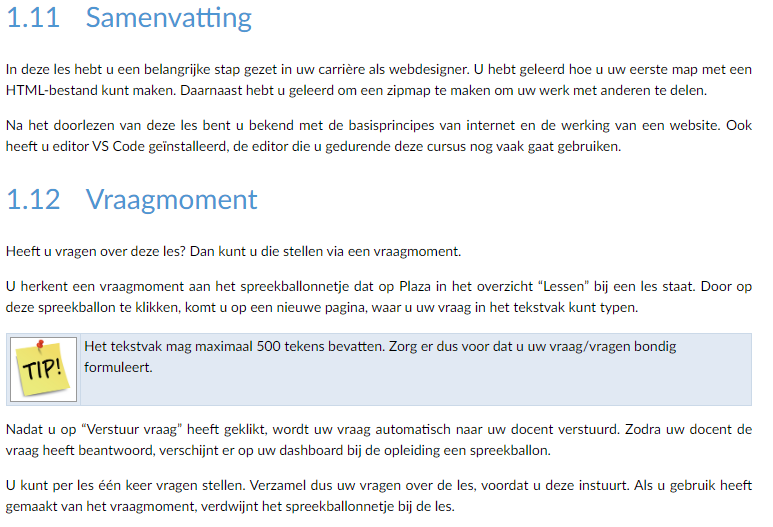 1.11 Samenvatting
In deze les hebt u een belangrijke stap gezet in uw carrière als webdesigner. U hebt geleerd hoe u uw eerste map met een
HTML-bestand kunt maken. Daarnaast hebt u geleerd om een zipmap te maken om uw werk met anderen te delen.
Na het doorlezen van deze les bent u bekend met de basisprincipes van internet en de werking van een website. Ook
heeft u editor VS Code geïnstalleerd, de editor die u gedurende deze cursus nog vaak gaat gebruiken.
1.12 Vraagmoment
Heeft u vragen over deze les? Dan kunt u die stellen via een vraagmoment.
U herkent een vraagmoment aan het spreekballonnetje dat op Plaza in het overzicht “Lessen” bij een les staat. Door op
deze spreekballon te klikken, komt u op een nieuwe pagina, waar u uw vraag in het tekstvak kunt typen.
TIP!
Het tekstvak mag maximaal 500 tekens bevatten. Zorg er dus voor dat u uw vraag/vragen bondig
formuleert.
Nadat u op “Verstuur vraag” heeft geklikt, wordt uw vraag automatisch naar uw docent verstuurd. Zodra uw docent de
vraag heeft beantwoord, verschijnt er op uw dashboard bij de opleiding een spreekballon.
U kunt per les één keer vragen stellen. Verzamel dus uw vragen over de les, voordat u deze instuurt. Als u gebruik heeft
gemaakt van het vraagmoment, verdwijnt het spreekballonnetje bij de les.